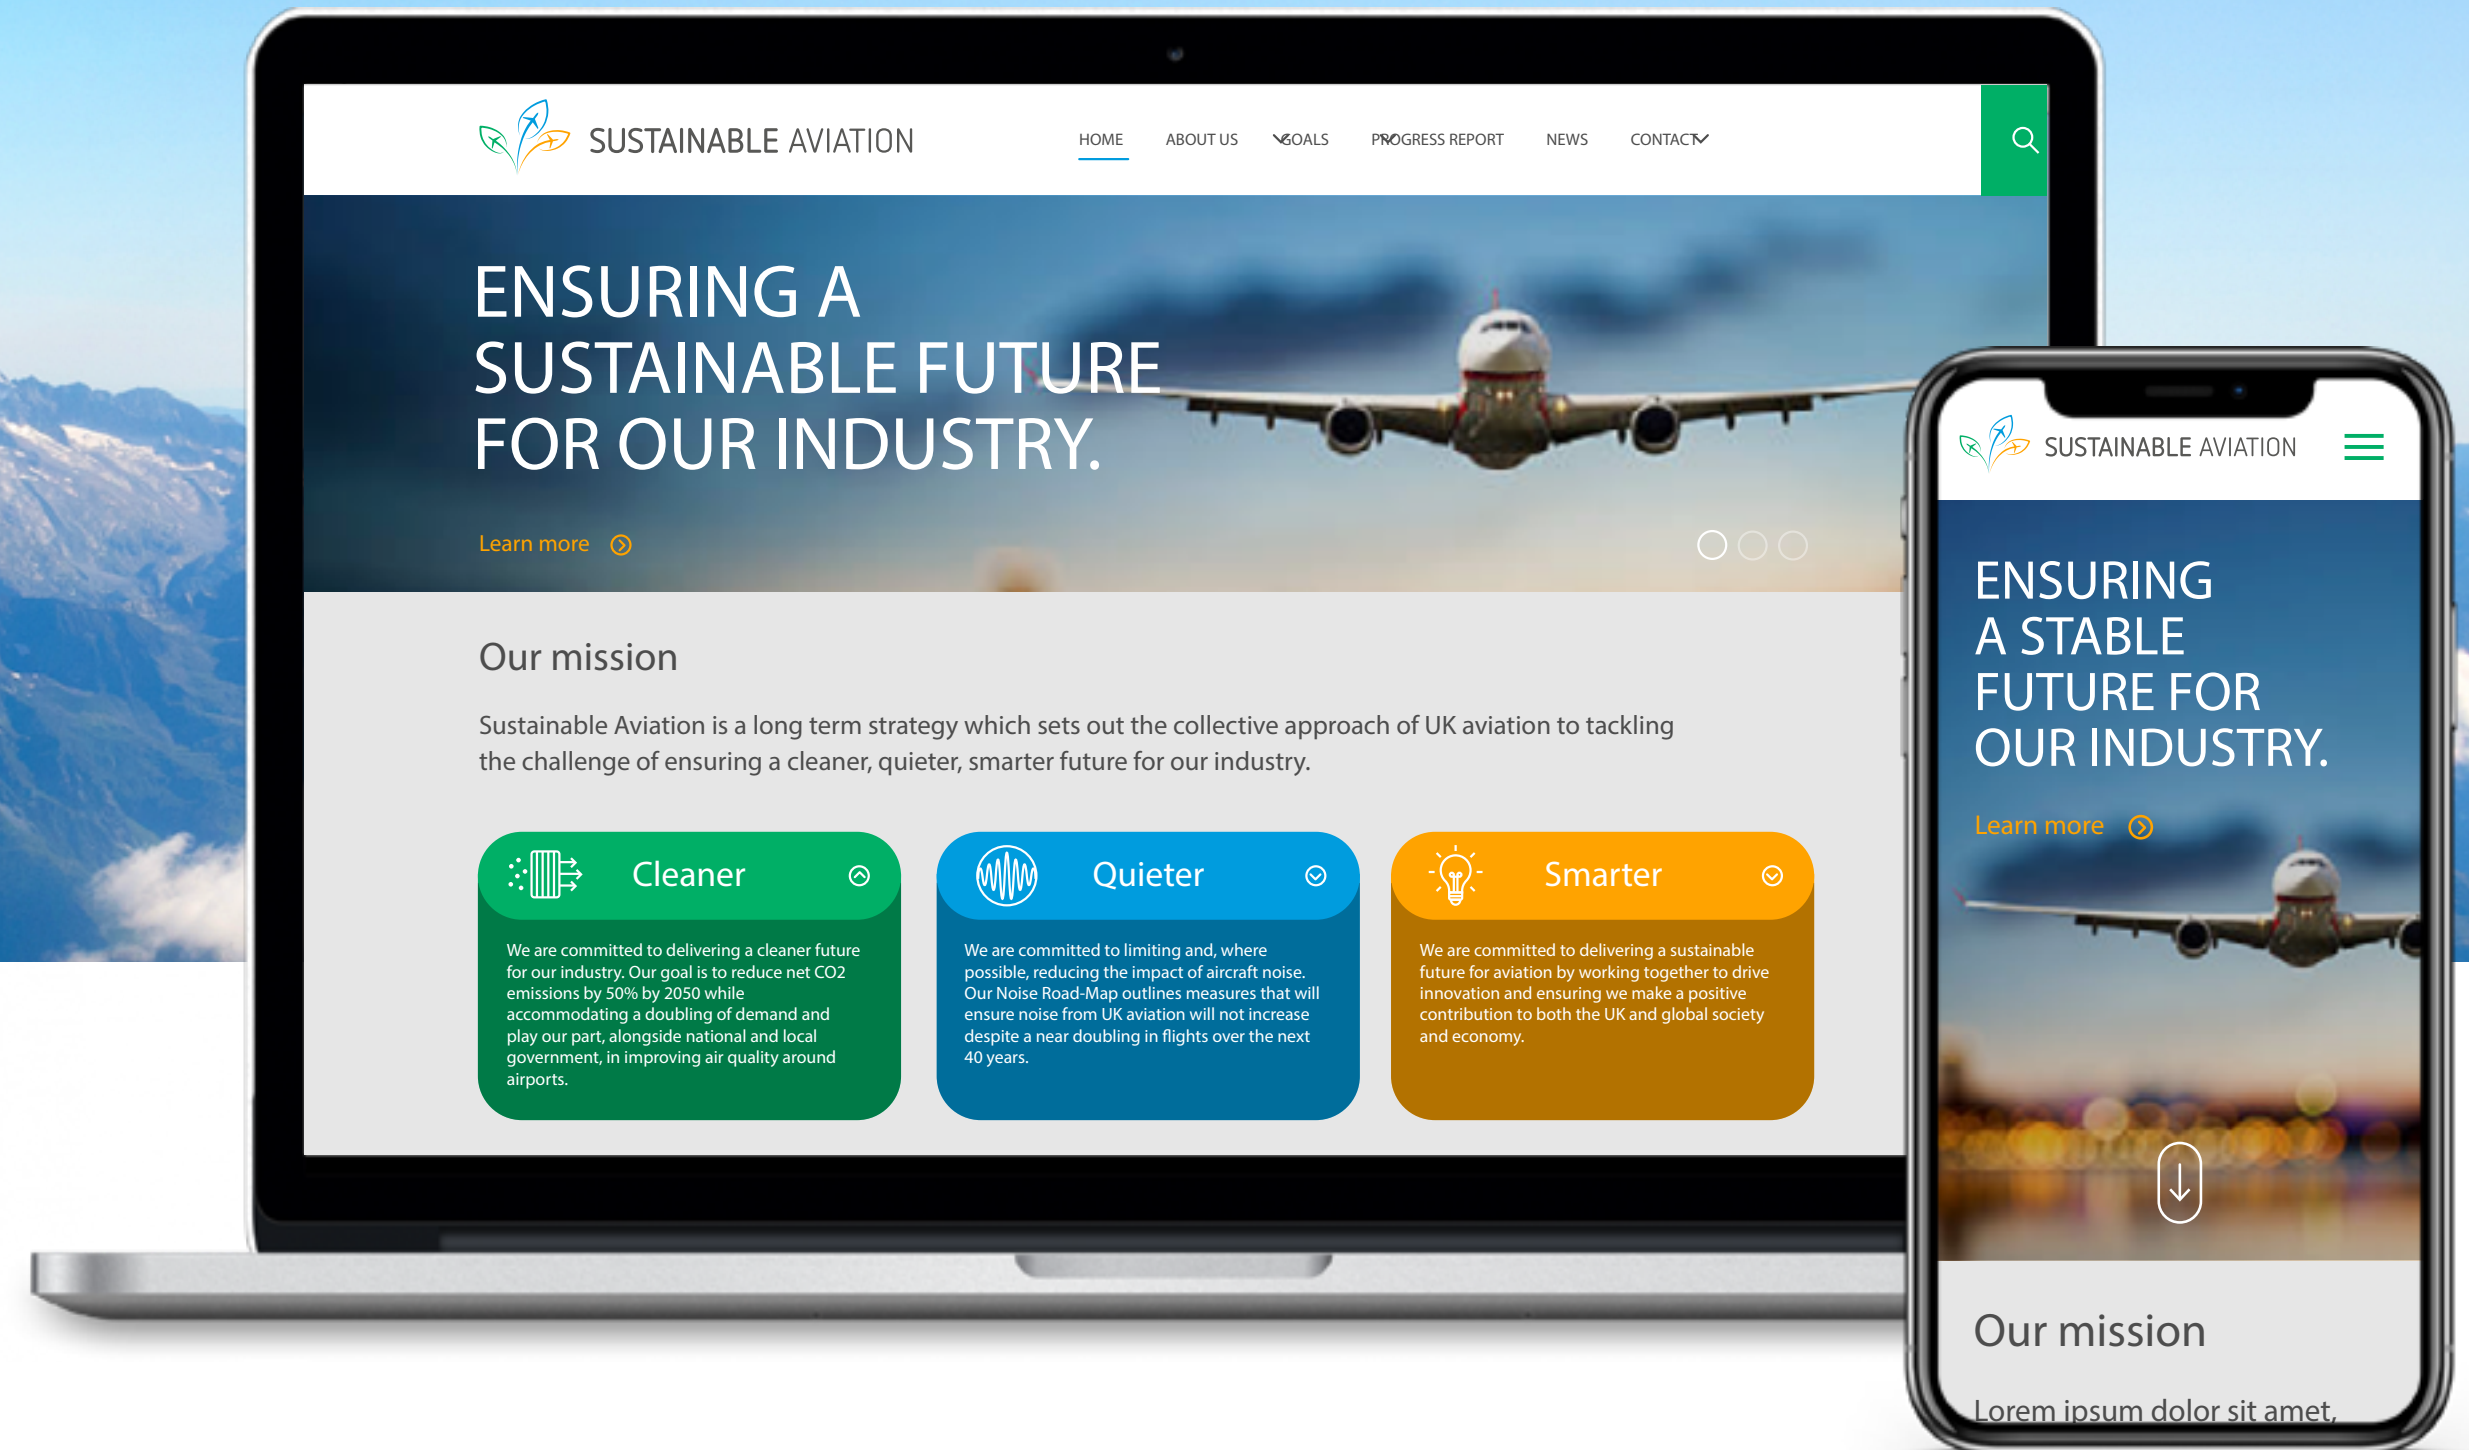 SUSTAINABLE AVIATION
HOME ABOUT US GOALS PROGRESS REPORT NEWS CONTACT
ENSURING A
SUSTAINABLE FUTURE
FOR OUR INDUSTRY.
Learn more
Our mission
Sustainable Aviation is a long term strategy which sets out the collective approach of UK aviation to tackling
the challenge of ensuring a cleaner, quieter, smarter future for our industry.
Cleaner
We are committed to delivering a cleaner future
for our industry. Our goal is to reduce net CO2
emissions by 50% by 2050 while
accommodating a doubling of demand and
play our part, alongside national and local
government, in improving air quality around
airports.
Quieter
We are committed to limiting and, where
possible, reducing the impact of aircraft noise.
Our Noise Road-Map outlines measures that will
ensure noise from UK aviation will not increase
despite a near doubling in flights over the next
40 years.
Smarter
We are committed to delivering a sustainable
future for aviation by working together to drive
innovation and ensuring we make a positive
contribution to both the UK and global society
and economy.
SUSTAINABLE AVIATION
ENSURING
A STABLE
FUTURE FOR
OUR INDUSTRY.
Learn more
Our mission
Lorem ipsum dolor sit amet,